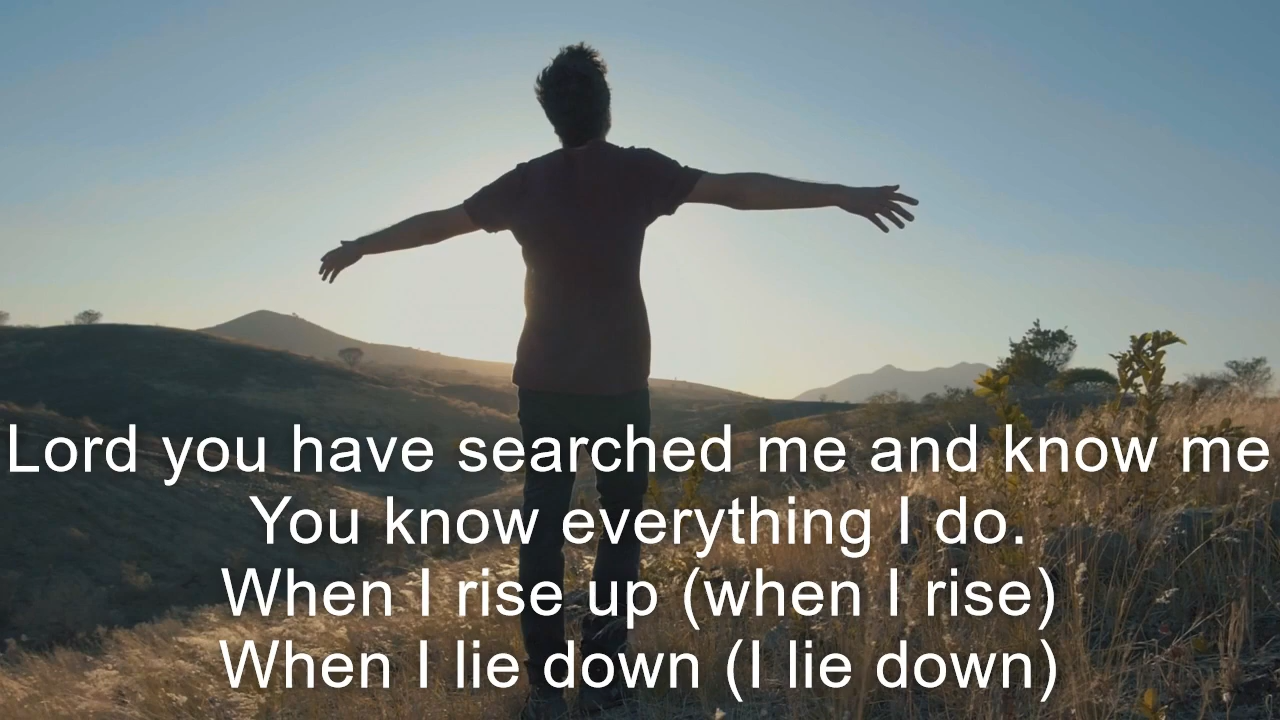 Lord you have searched me and know me
You know everything I do.
When I rise up (when I rise)
When I lie down (I lie down)